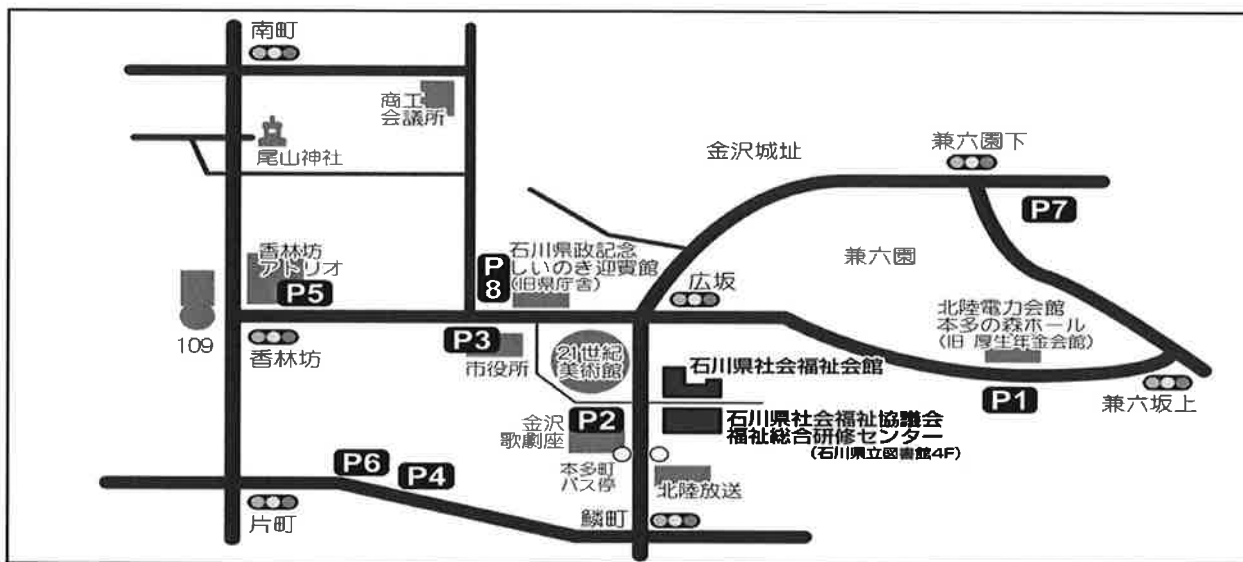 南町
商工
会議所
尾山神社
金沢城址
兼六園下
P7
香林坊
アトリオ
P5
P
8
石川県政記念
しいのき迎賓館
(旧県庁舎)
広坂
兼六園
北陸電力会館
本多の森ホール
(旧 厚生年金会館)
109
香林坊
P3
市役所
21世紀
美術館
石川県社会福祉会館
P1
兼六坂上
金沢
歌劇座
P2
石川県社会福祉協議会
福祉総合研修センター
(石川県立図書館4F)
P6
P4
本多町
バス停
北陸放送
片町
鱗町